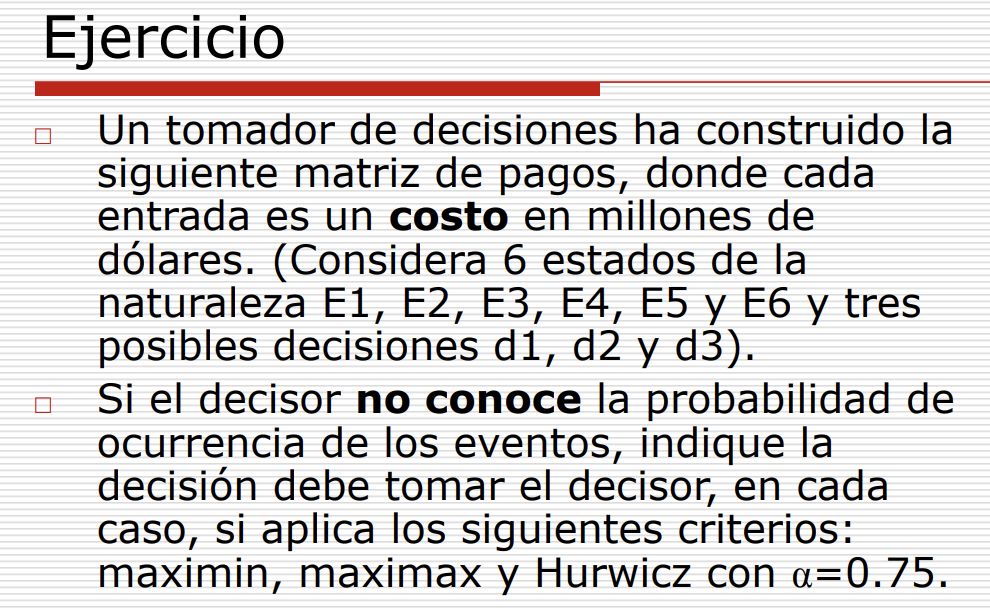 Ejercicio
Un tomador de decisiones ha construido la
siguiente matriz de pagos, donde cada
entrada es un costo en millones de
dólares. (Considera 6 estados de la
naturaleza E1, E2, E3, E4, E5 y E6 y tres
posibles decisiones d1, d2 y d3).
Si el decisor no conoce la probabilidad de
ocurrencia de los eventos, indique la
decisión debe tomar el decisor, en cada
caso, si aplica los siguientes criterios:
maximin, maximax y Hurwicz con α=0.75.